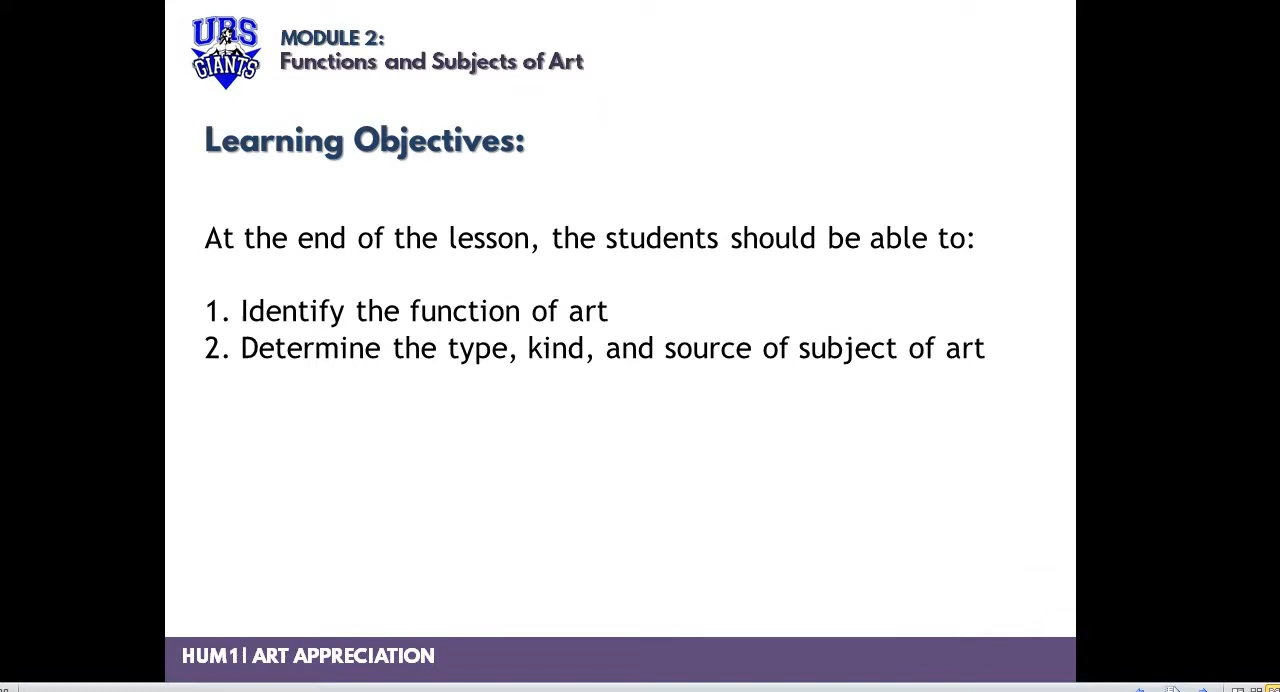 URS
GIANTS
MODULE 2:
Functions and Subjects of Art
Learning Objectives:
At the end of the lesson, the students should be able to:
1. Identify the function of art
2. Determine the type, kind, and source of subject of art
HUM1| ART APPRECIATION